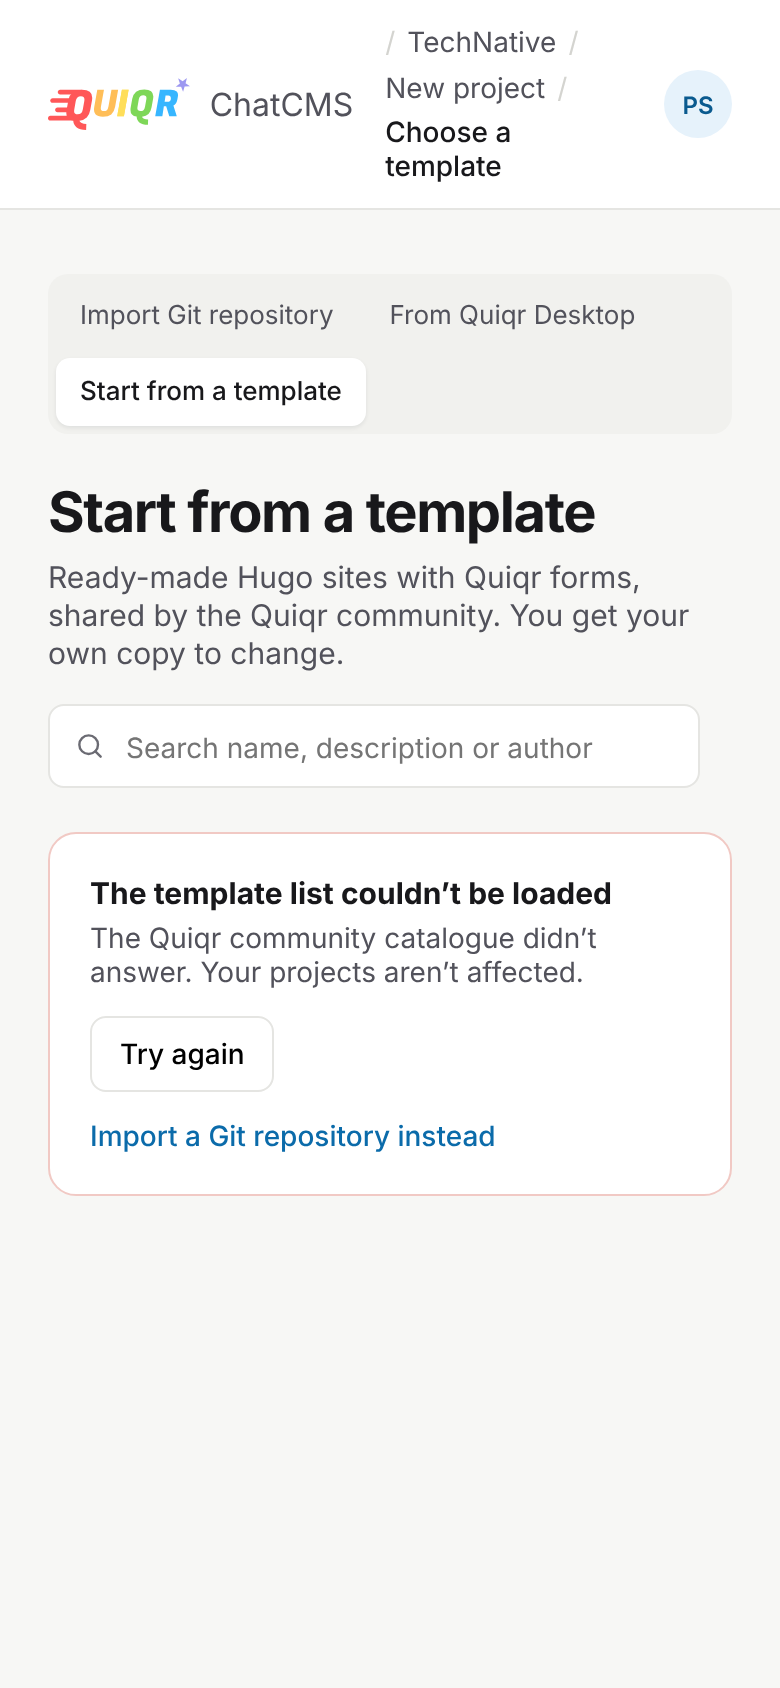 QUIQR ChatCMS
/ TechNative /
New project /
Choose a
template
PS
Import Git repository
From Quiqr Desktop
Start from a template
Start from a template
Ready-made Hugo sites with Quiqr forms,
shared by the Quiqr community. You get your
own copy to change.
Search name, description or author
The template list couldn’t be loaded
The Quiqr community catalogue didn’t
answer. Your projects aren’t affected.
Try again
Import a Git repository instead